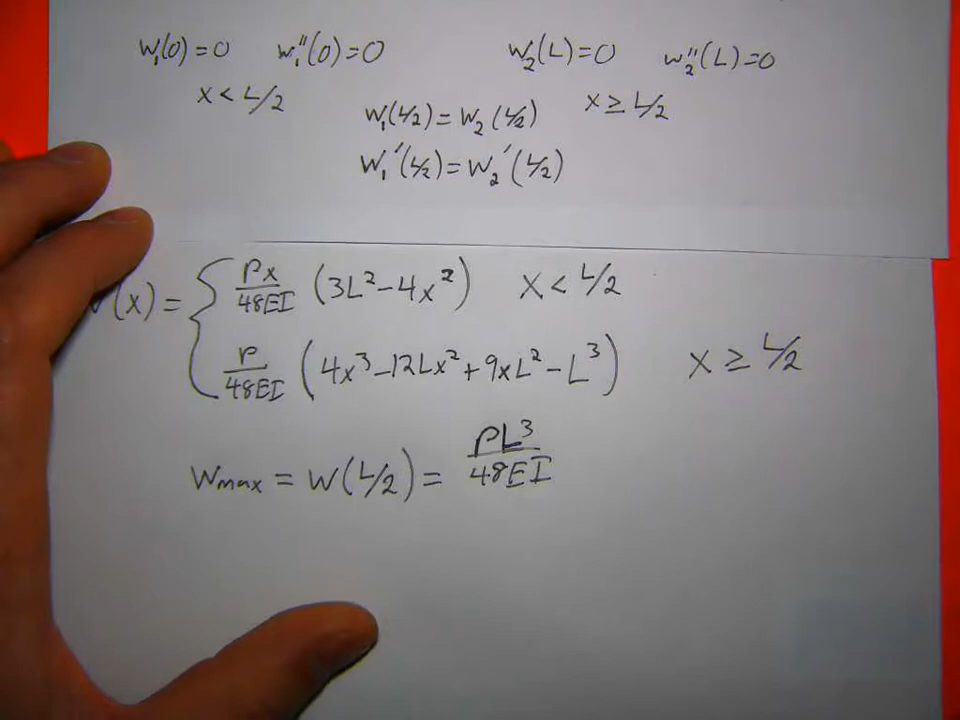 w₁(0)=0 w₁"(0)=0 w₂(L)=0 w₂"(L)=0
x < L/2 x ≥ L/2
w₁(L/2) = w₂(L/2)
w₁'(L/2) = w₂'(L/2)
(x) = { Px/48EI (3L² - 4x²) x < L/2
P/48EI (4x³ - 12Lx² + 9xL² - L³) x ≥ L/2
wmax = w(L/2) = PL³/48EI